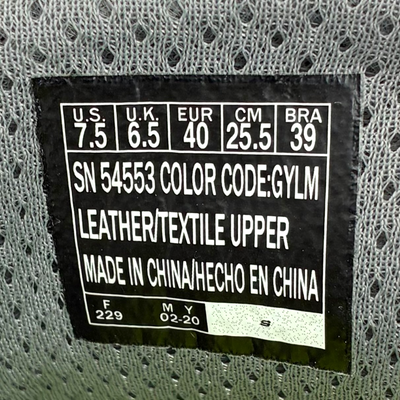 U.S. U.K. EUR CM BRA
7.5 6.5 40 25.5 39
SN 54553 COLOR CODE:GYLM
LEATHER/TEXTILE UPPER
MADE IN CHINA/HECHO EN CHINA
F M Y
229 02-20 S